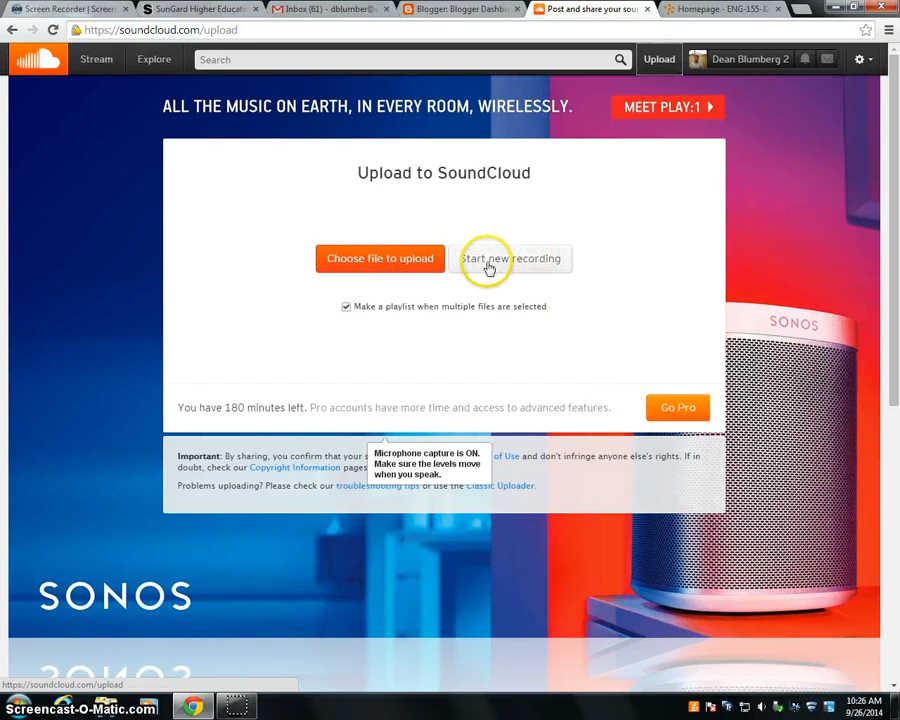 Screen Recorder | Screen
SunGard Higher Educati
Inbox (61) - dblumber@
Blogger: Blogger Dashb
Post and share your sou
Homepage - ENG-155-I
https://soundcloud.com/upload
Stream
Explore
Search
Upload
Dean Blumberg 2
ALL THE MUSIC ON EARTH, IN EVERY ROOM, WIRELESSLY.
MEET PLAY:1
Upload to SoundCloud
Choose file to upload
Start new recording
Make a playlist when multiple files are selected
You have 180 minutes left. Pro accounts have more time and access to advanced features.
Go Pro
Important: By sharing, you confirm that your s of Use and don't infringe anyone else's rights. If in
doubt, check our Copyright Information pages
Problems uploading? Please check our troubleshooting tips or use the Classic Uploader.
Microphone capture is ON.
Make sure the levels move
when you speak.
SONOS
SONOS
SONOS
https://soundcloud.com/upload
Screencast-O-Matic.com
10:26 AM
9/26/2014